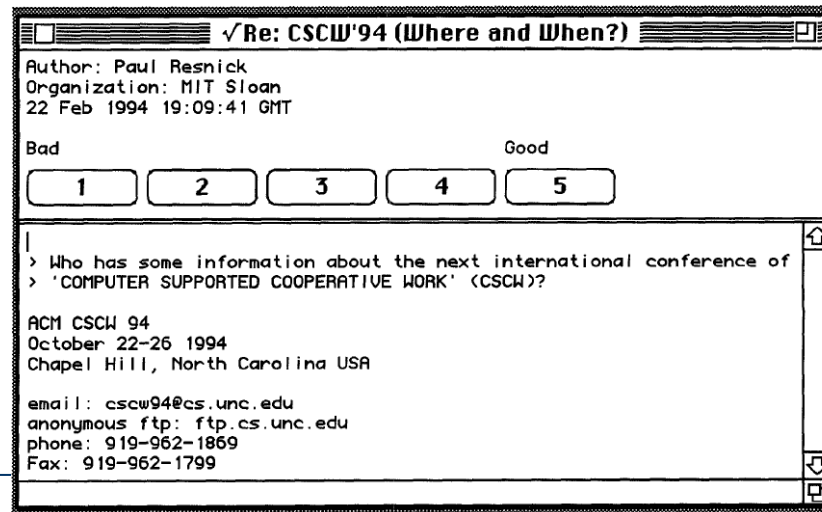 √Re: CSCW'94 (Where and When?)
Author: Paul Resnick
Organization: MIT Sloan
22 Feb 1994 19:09:41 GMT
Bad Good
1 2 3 4 5
> Who has some information about the next international conference of
> 'COMPUTER SUPPORTED COOPERATIVE WORK' (CSCW)?
ACM CSCW 94
October 22-26 1994
Chapel Hill, North Carolina USA
email: cscw94@cs.unc.edu
anonymous ftp: ftp.cs.unc.edu
phone: 919-962-1869
Fax: 919-962-1799